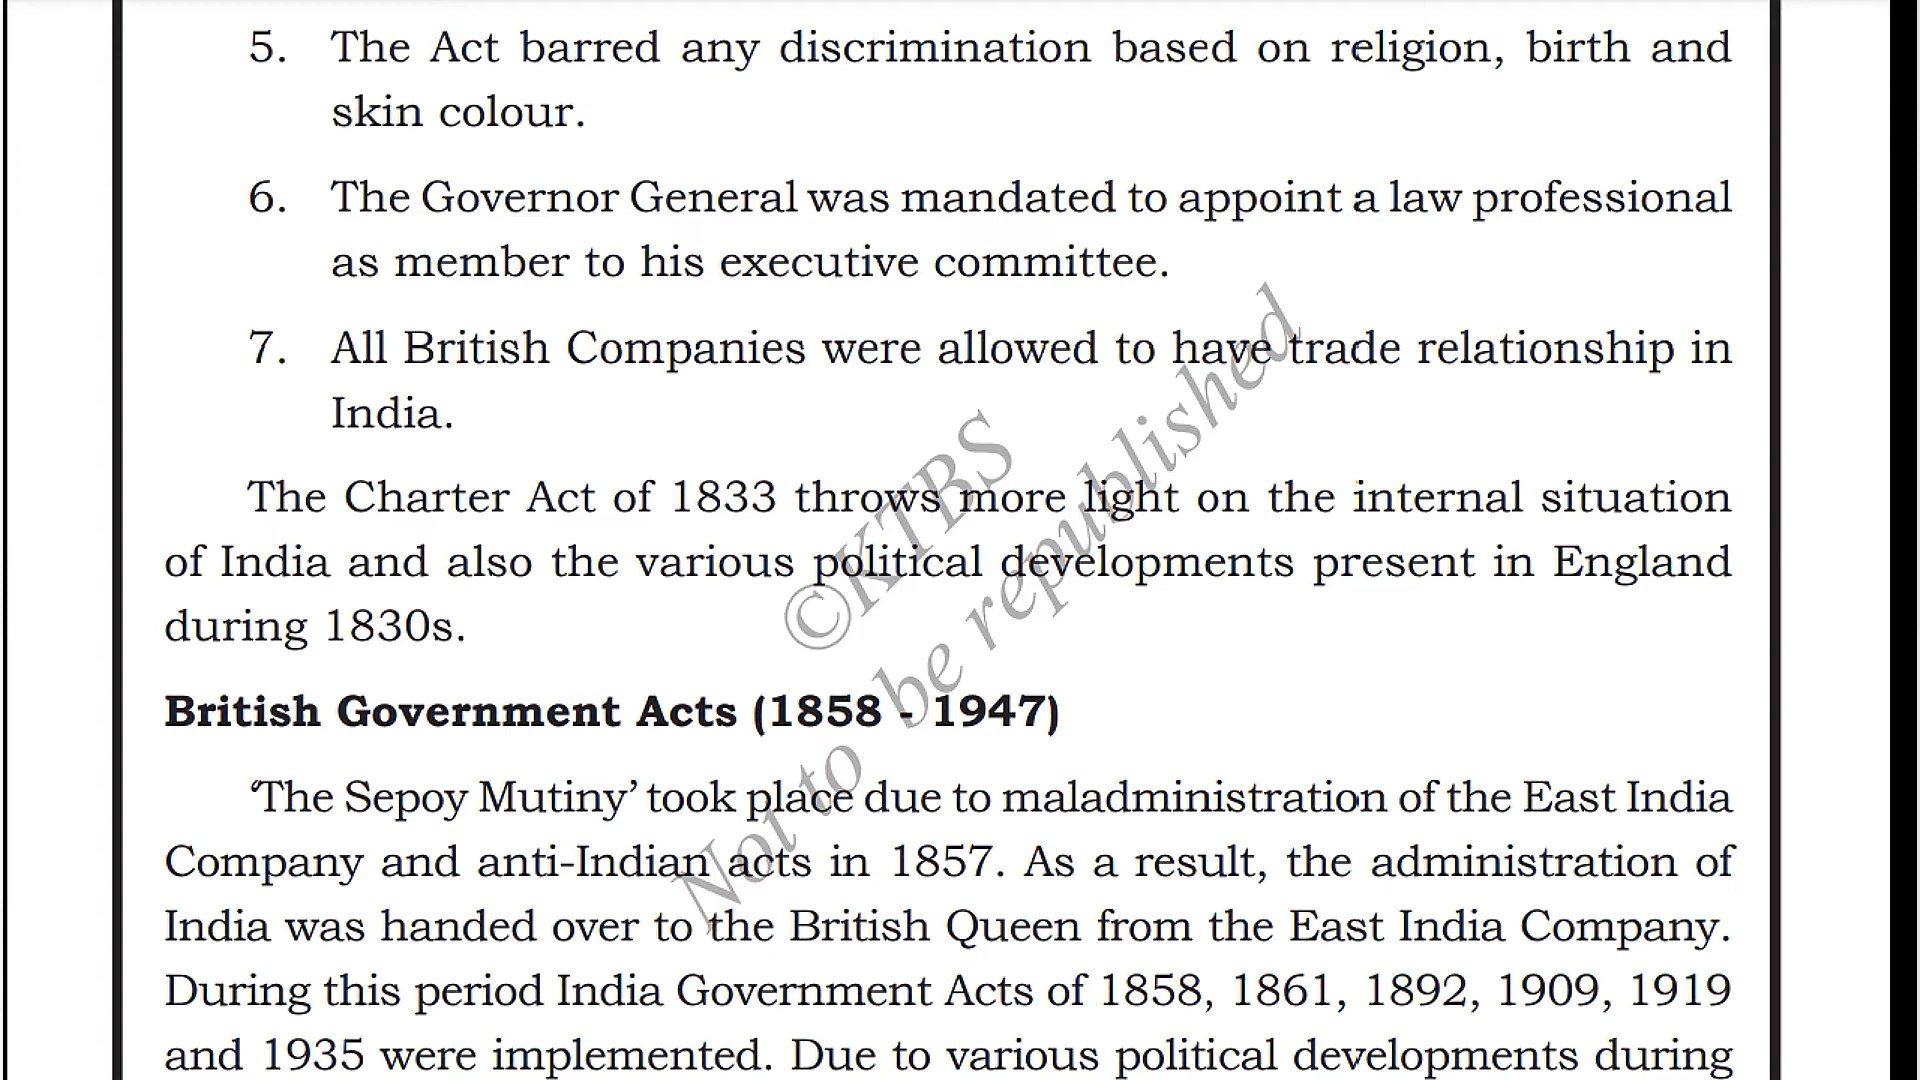 5. The Act barred any discrimination based on religion, birth and
skin colour.
6. The Governor General was mandated to appoint a law professional
as member to his executive committee.
7. All British Companies were allowed to have trade relationship in
India.
The Charter Act of 1833 throws more light on the internal situation
of India and also the various political developments present in England
during 1830s.
British Government Acts (1858 - 1947)
‘The Sepoy Mutiny’ took place due to maladministration of the East India
Company and anti-Indian acts in 1857. As a result, the administration of
India was handed over to the British Queen from the East India Company.
During this period India Government Acts of 1858, 1861, 1892, 1909, 1919
and 1935 were implemented. Due to various political developments during
©KTBS
Not to be republished